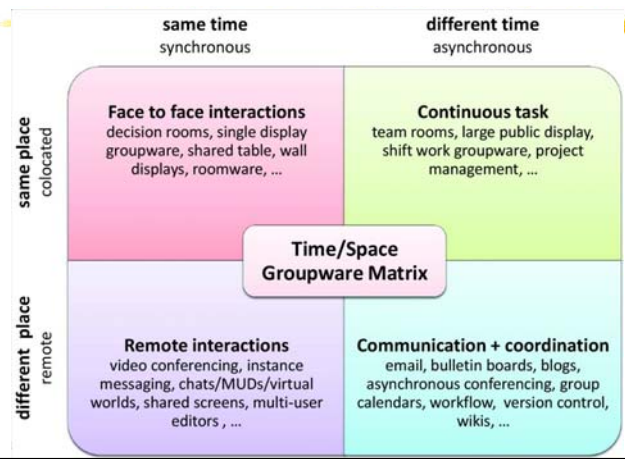 same time
synchronous
different time
asynchronous
same place
colocated
Face to face interactions
decision rooms, single display
groupware, shared table, wall
displays, roomware, ...
Continuous task
team rooms, large public display,
shift work groupware, project
management, ...
Time/Space
Groupware Matrix
different  place
remote
Remote interactions
video conferencing, instance
messaging, chats/MUDs/virtual
worlds, shared screens, multi-user
editors , ...
Communication + coordination
email, bulletin boards, blogs,
asynchronous conferencing, group
calendars, workflow,  version control,
wikis, ...